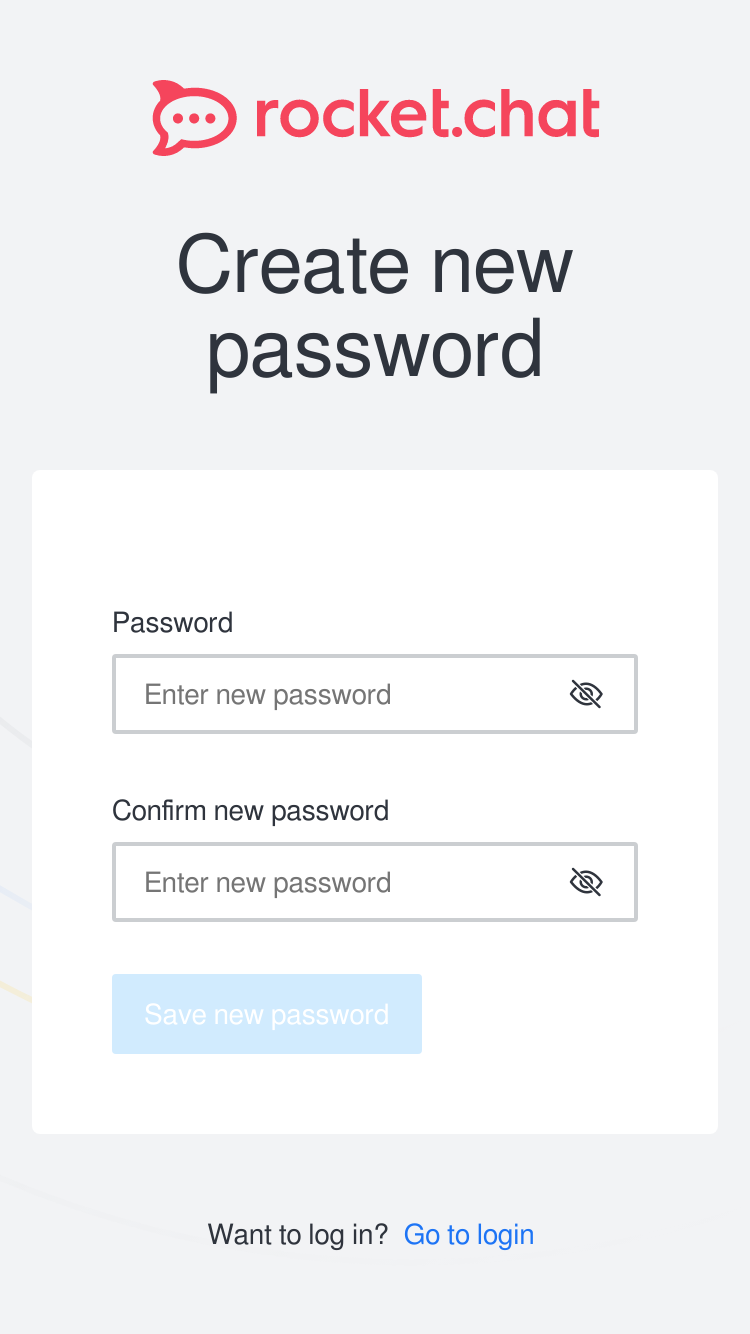 rocket.chat
Create new
password
Password
Enter new password
Confirm new password
Enter new password
Save new password
Want to log in? Go to login